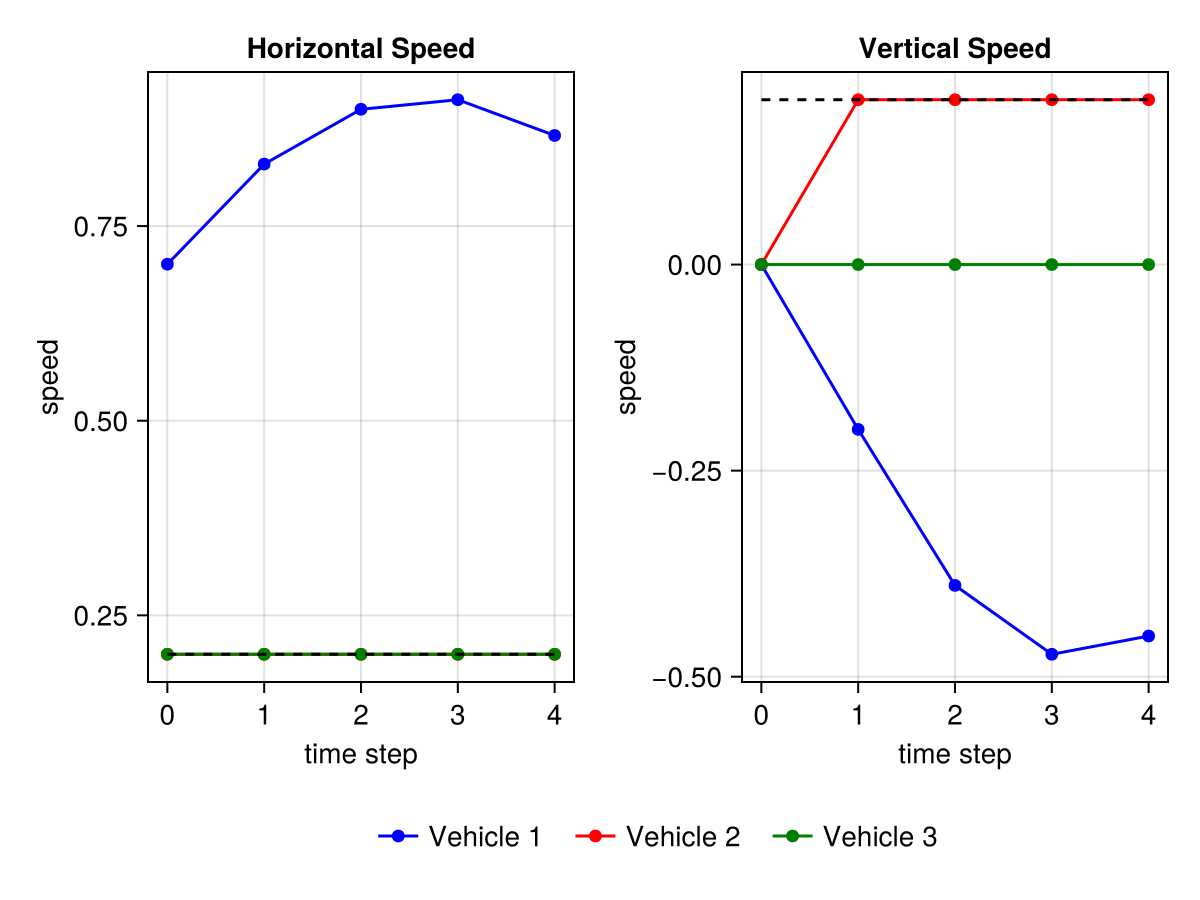 Horizontal Speed
speed
0.75
0.50
0.25
0 1 2 3 4
time step
Vertical Speed
speed
0.00
−0.25
−0.50
0 1 2 3 4
time step
Vehicle 1 Vehicle 2 Vehicle 3